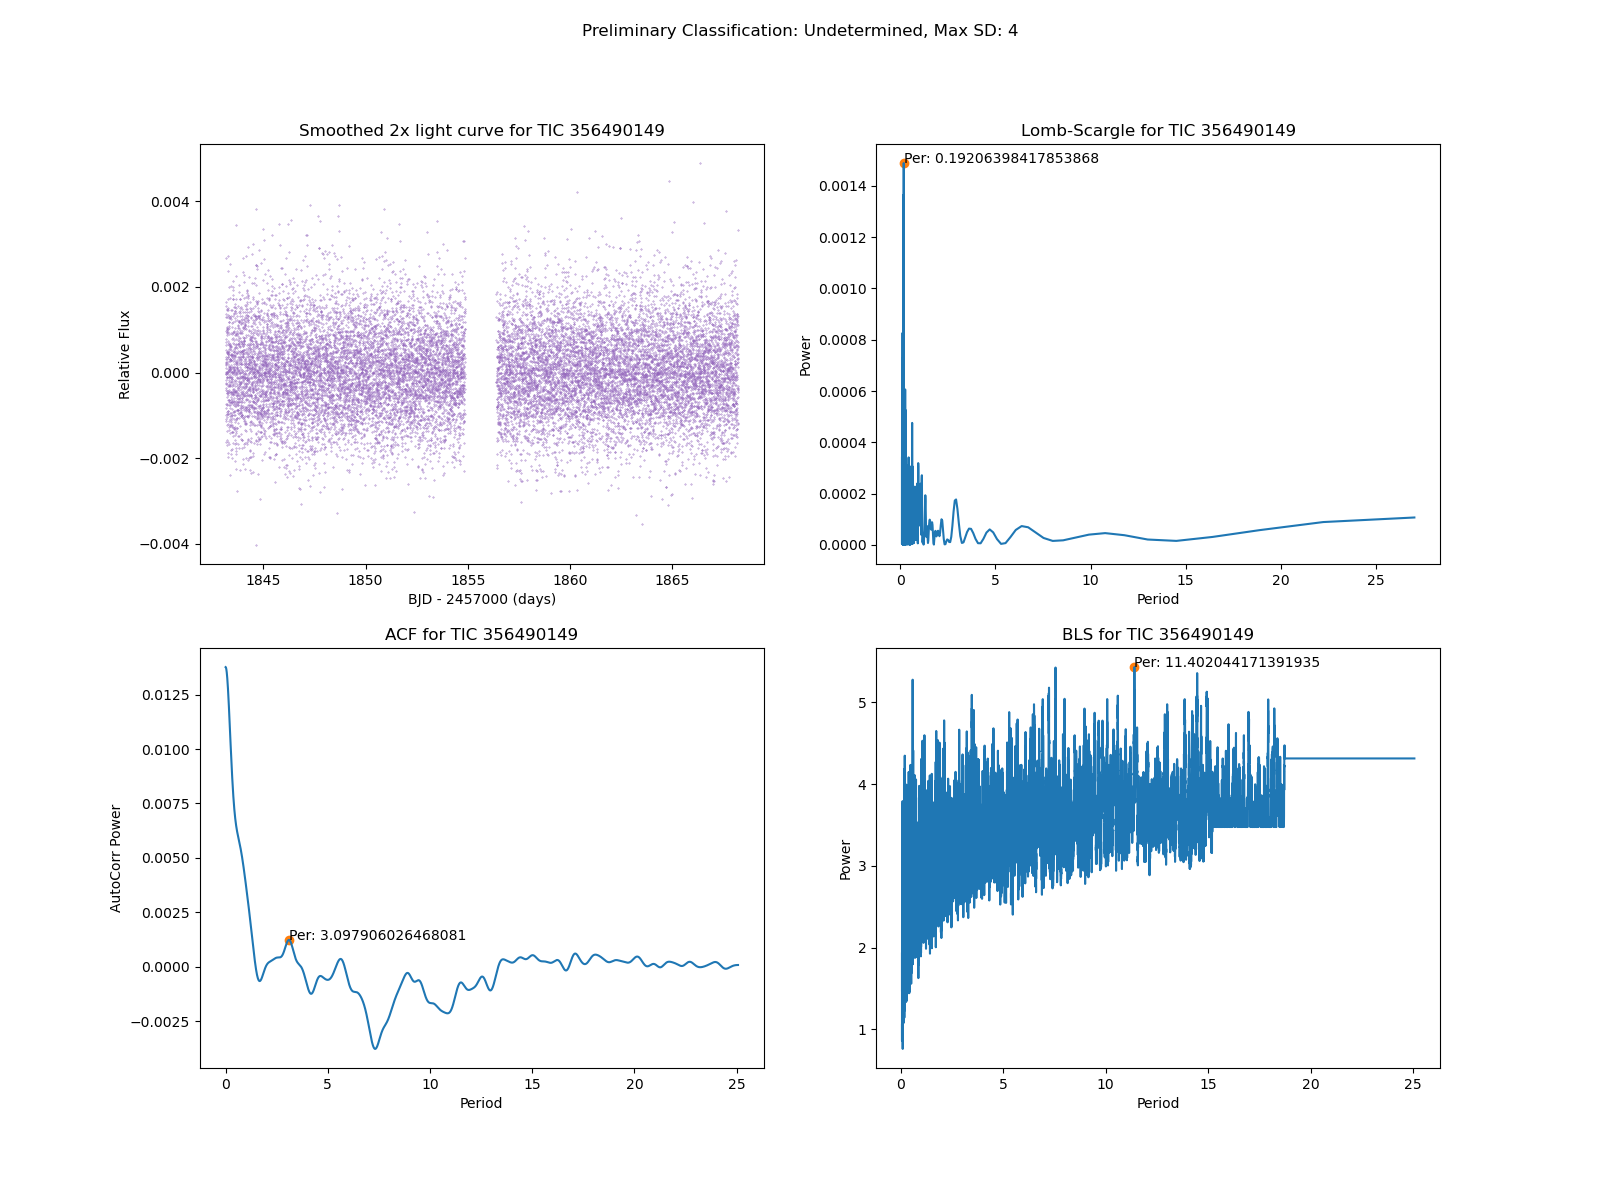 Preliminary Classification: Undetermined, Max SD: 4
Smoothed 2x light curve for TIC 356490149
0.004
0.002
0.000
−0.002
−0.004
Relative Flux
1845 1850 1855 1860 1865
BJD - 2457000 (days)
Lomb-Scargle for TIC 356490149
Per: 0.19206398417853868
0.0014
0.0012
0.0010
0.0008
0.0006
0.0004
0.0002
0.0000
Power
0 5 10 15 20 25
Period
ACF for TIC 356490149
Per: 3.097906026468081
0.0125
0.0100
0.0075
0.0050
0.0025
0.0000
−0.0025
AutoCorr Power
0 5 10 15 20 25
Period
BLS for TIC 356490149
Per: 11.402044171391935
5
4
3
2
1
Power
0 5 10 15 20 25
Period